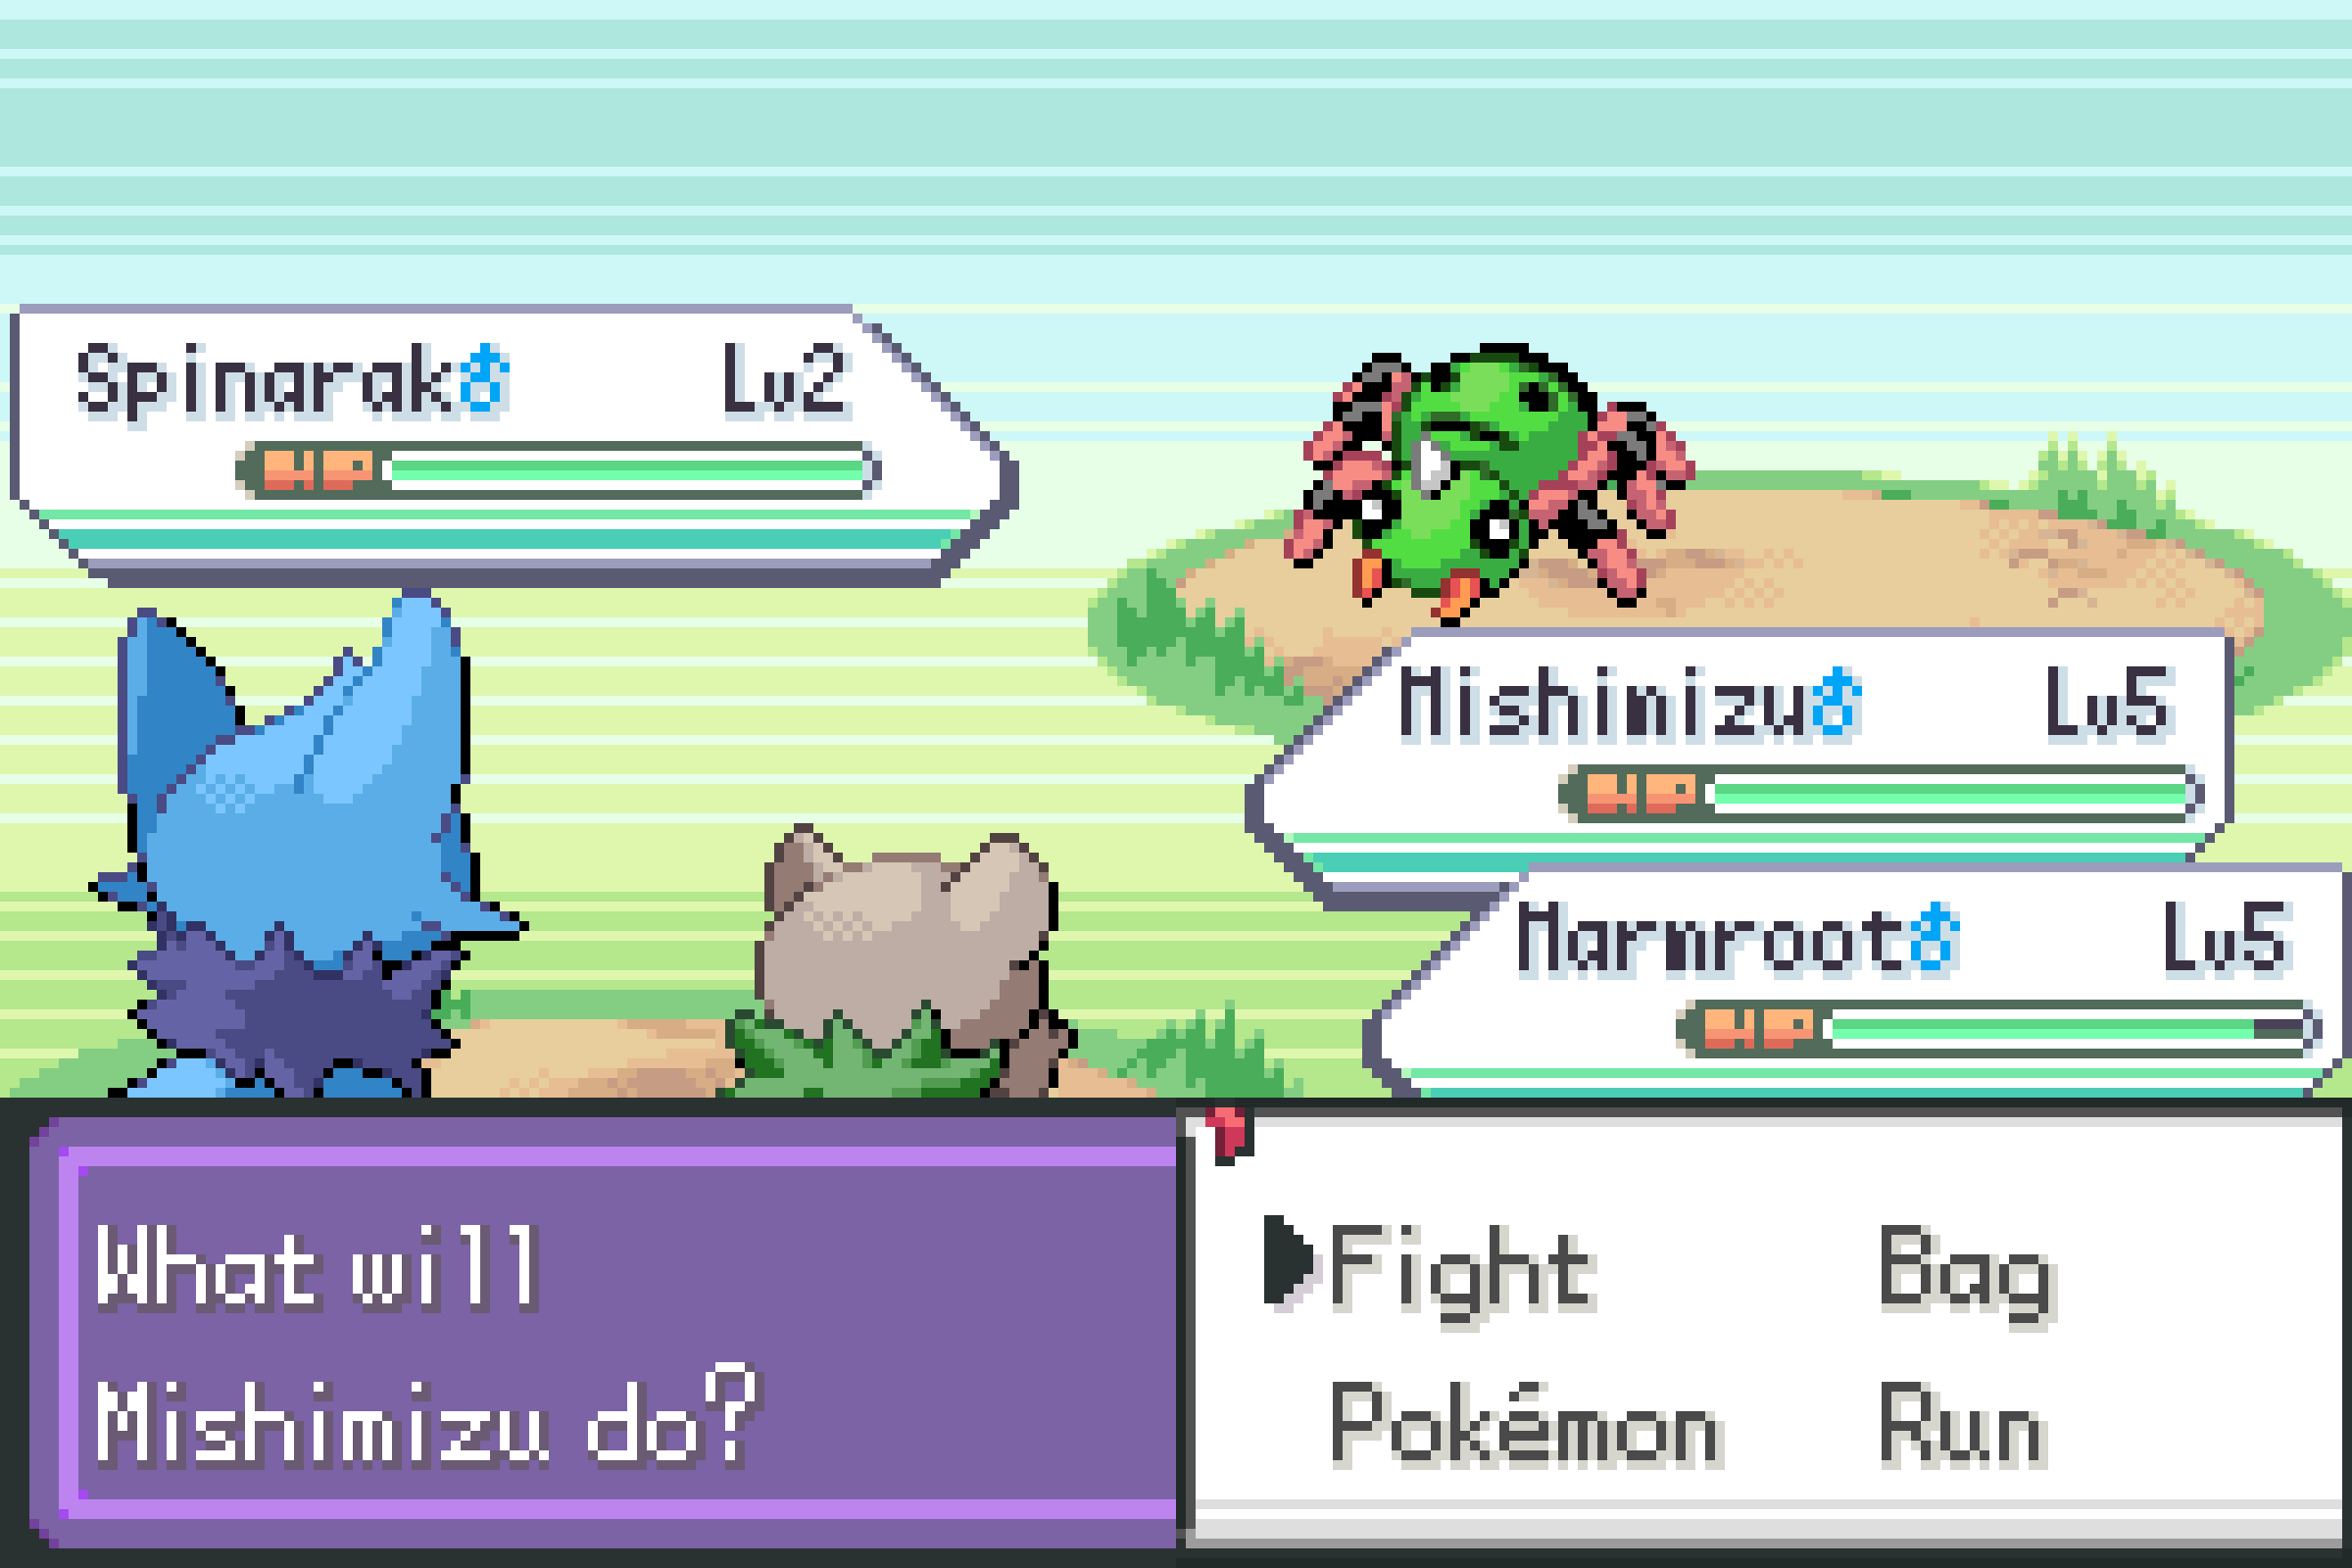 Spinarak♂ Lv2
HP
Mishimizu♂ Lv5
HP
Marmroot♂ Lv5
HP
What will
Mishimizu do?
Fight Bag
Pokémon Run